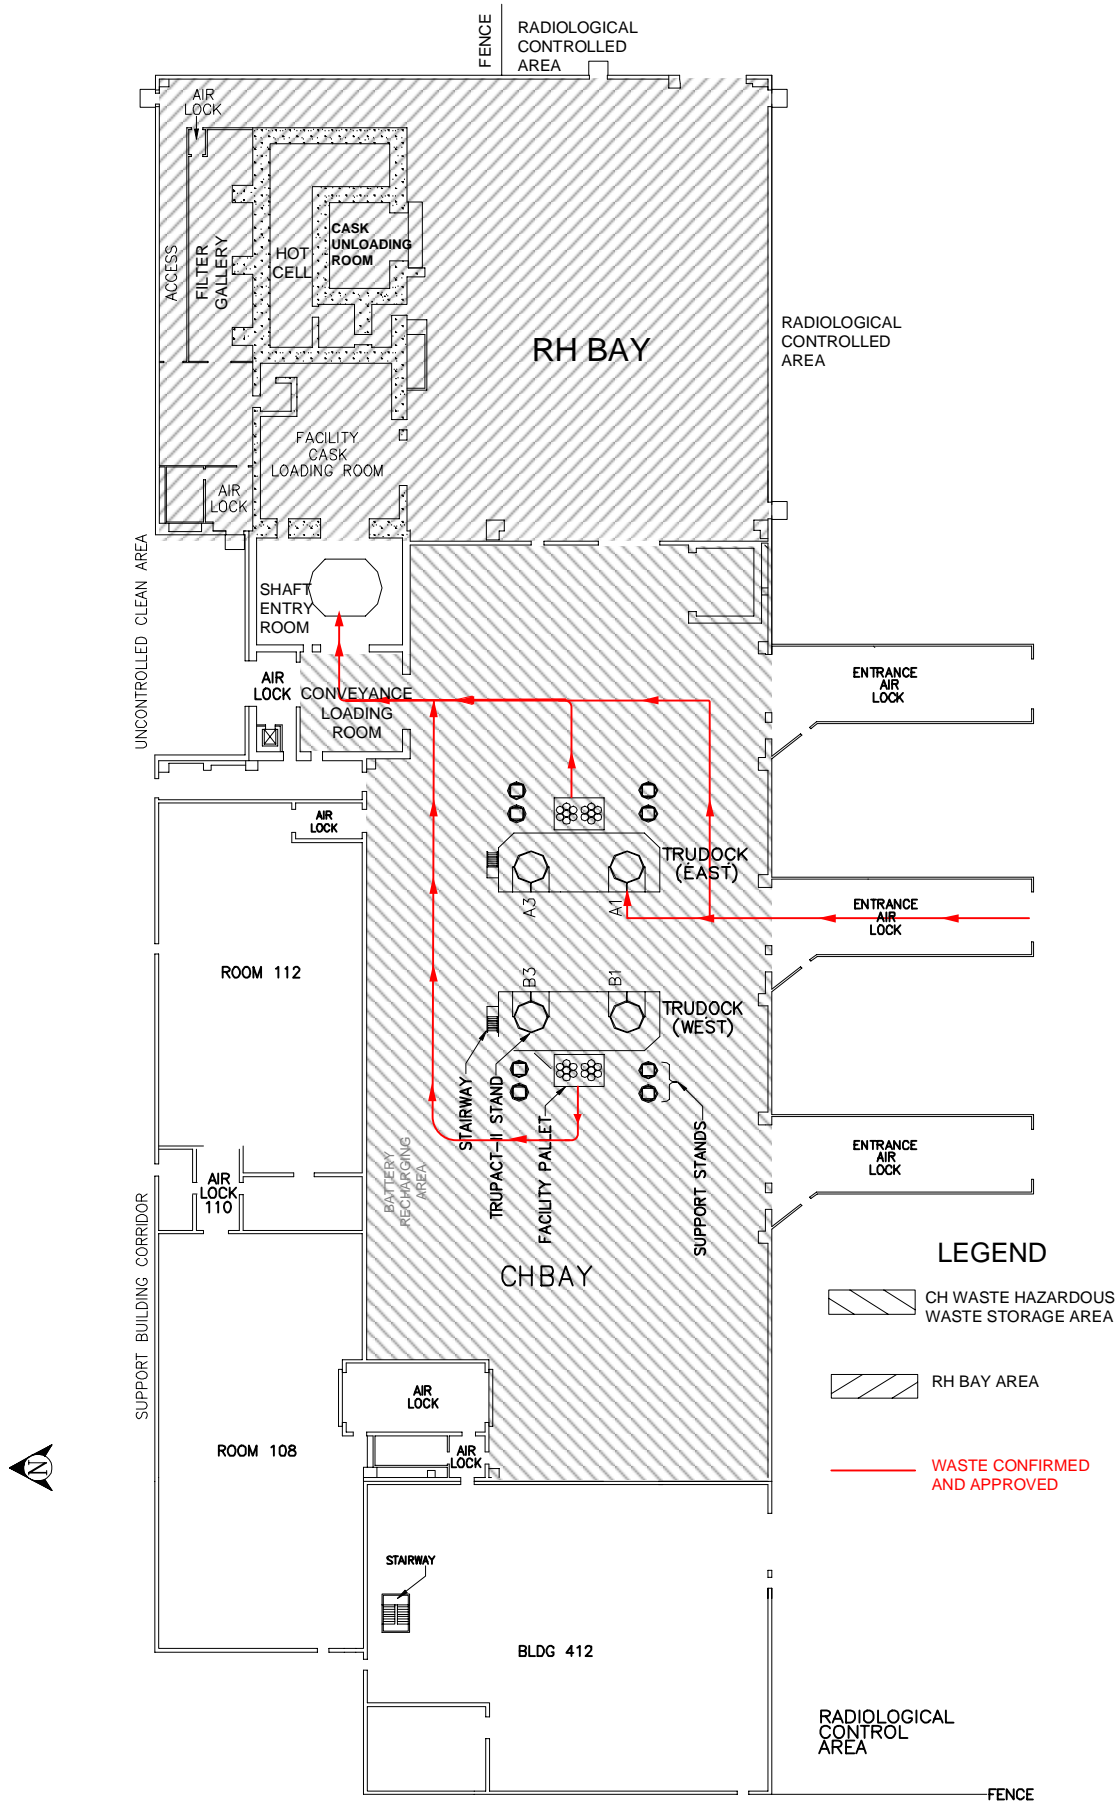 FENCE
RADIOLOGICAL
CONTROLLED
AREA
AIR
LOCK
ACCESS
FILTER
GALLERY
HOT
CELL
CASK
UNLOADING
ROOM
RH BAY
RADIOLOGICAL
CONTROLLED
AREA
FACILITY
CASK
LOADING ROOM
AIR
LOCK
UNCONTROLLED CLEAN AREA
SHAFT
ENTRY
ROOM
AIR
LOCK
CONVEYANCE
LOADING
ROOM
ENTRANCE
AIR
LOCK
AIR
LOCK
TRUDOCK
(EAST)
A3
A1
ENTRANCE
AIR
LOCK
ROOM 112
B3
B1
TRUDOCK
(WEST)
STAIRWAY
TRUPACT-II STAND
FACILITY PALLET
SUPPORT STANDS
BATTERY
RECHARGING
AREA
ENTRANCE
AIR
LOCK
AIR
LOCK
110
SUPPORT BUILDING CORRIDOR
CH BAY
LEGEND
CH WASTE HAZARDOUS
WASTE STORAGE AREA
RH BAY AREA
WASTE CONFIRMED
AND APPROVED
AIR
LOCK
AIR
LOCK
ROOM 108
N
STAIRWAY
BLDG 412
RADIOLOGICAL
CONTROL
AREA
FENCE